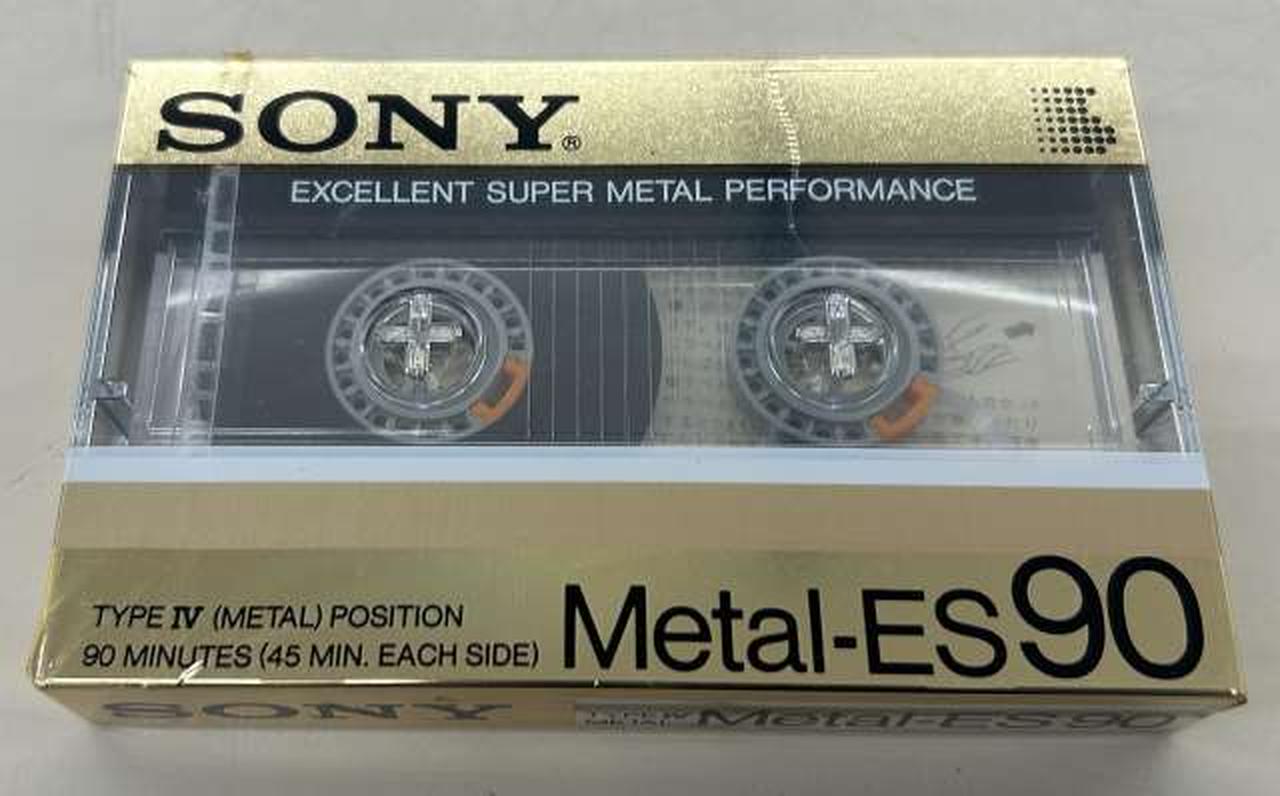 SONY®
EXCELLENT SUPER METAL PERFORMANCE
TYPE IV (METAL) POSITION
90 MINUTES (45 MIN. EACH SIDE)
Metal-ES90
SONY
Metal-ES90